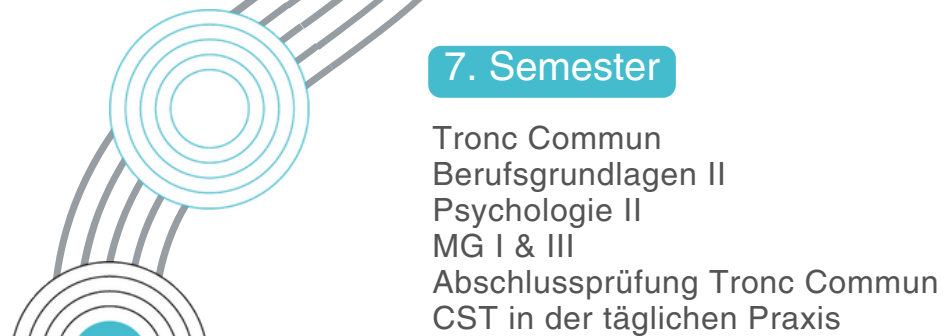 7. Semester
Tronc Commun
Berufsgrundlagen II
Psychologie II
MG I & III
Abschlussprüfung Tronc Commun
CST in der täglichen Praxis